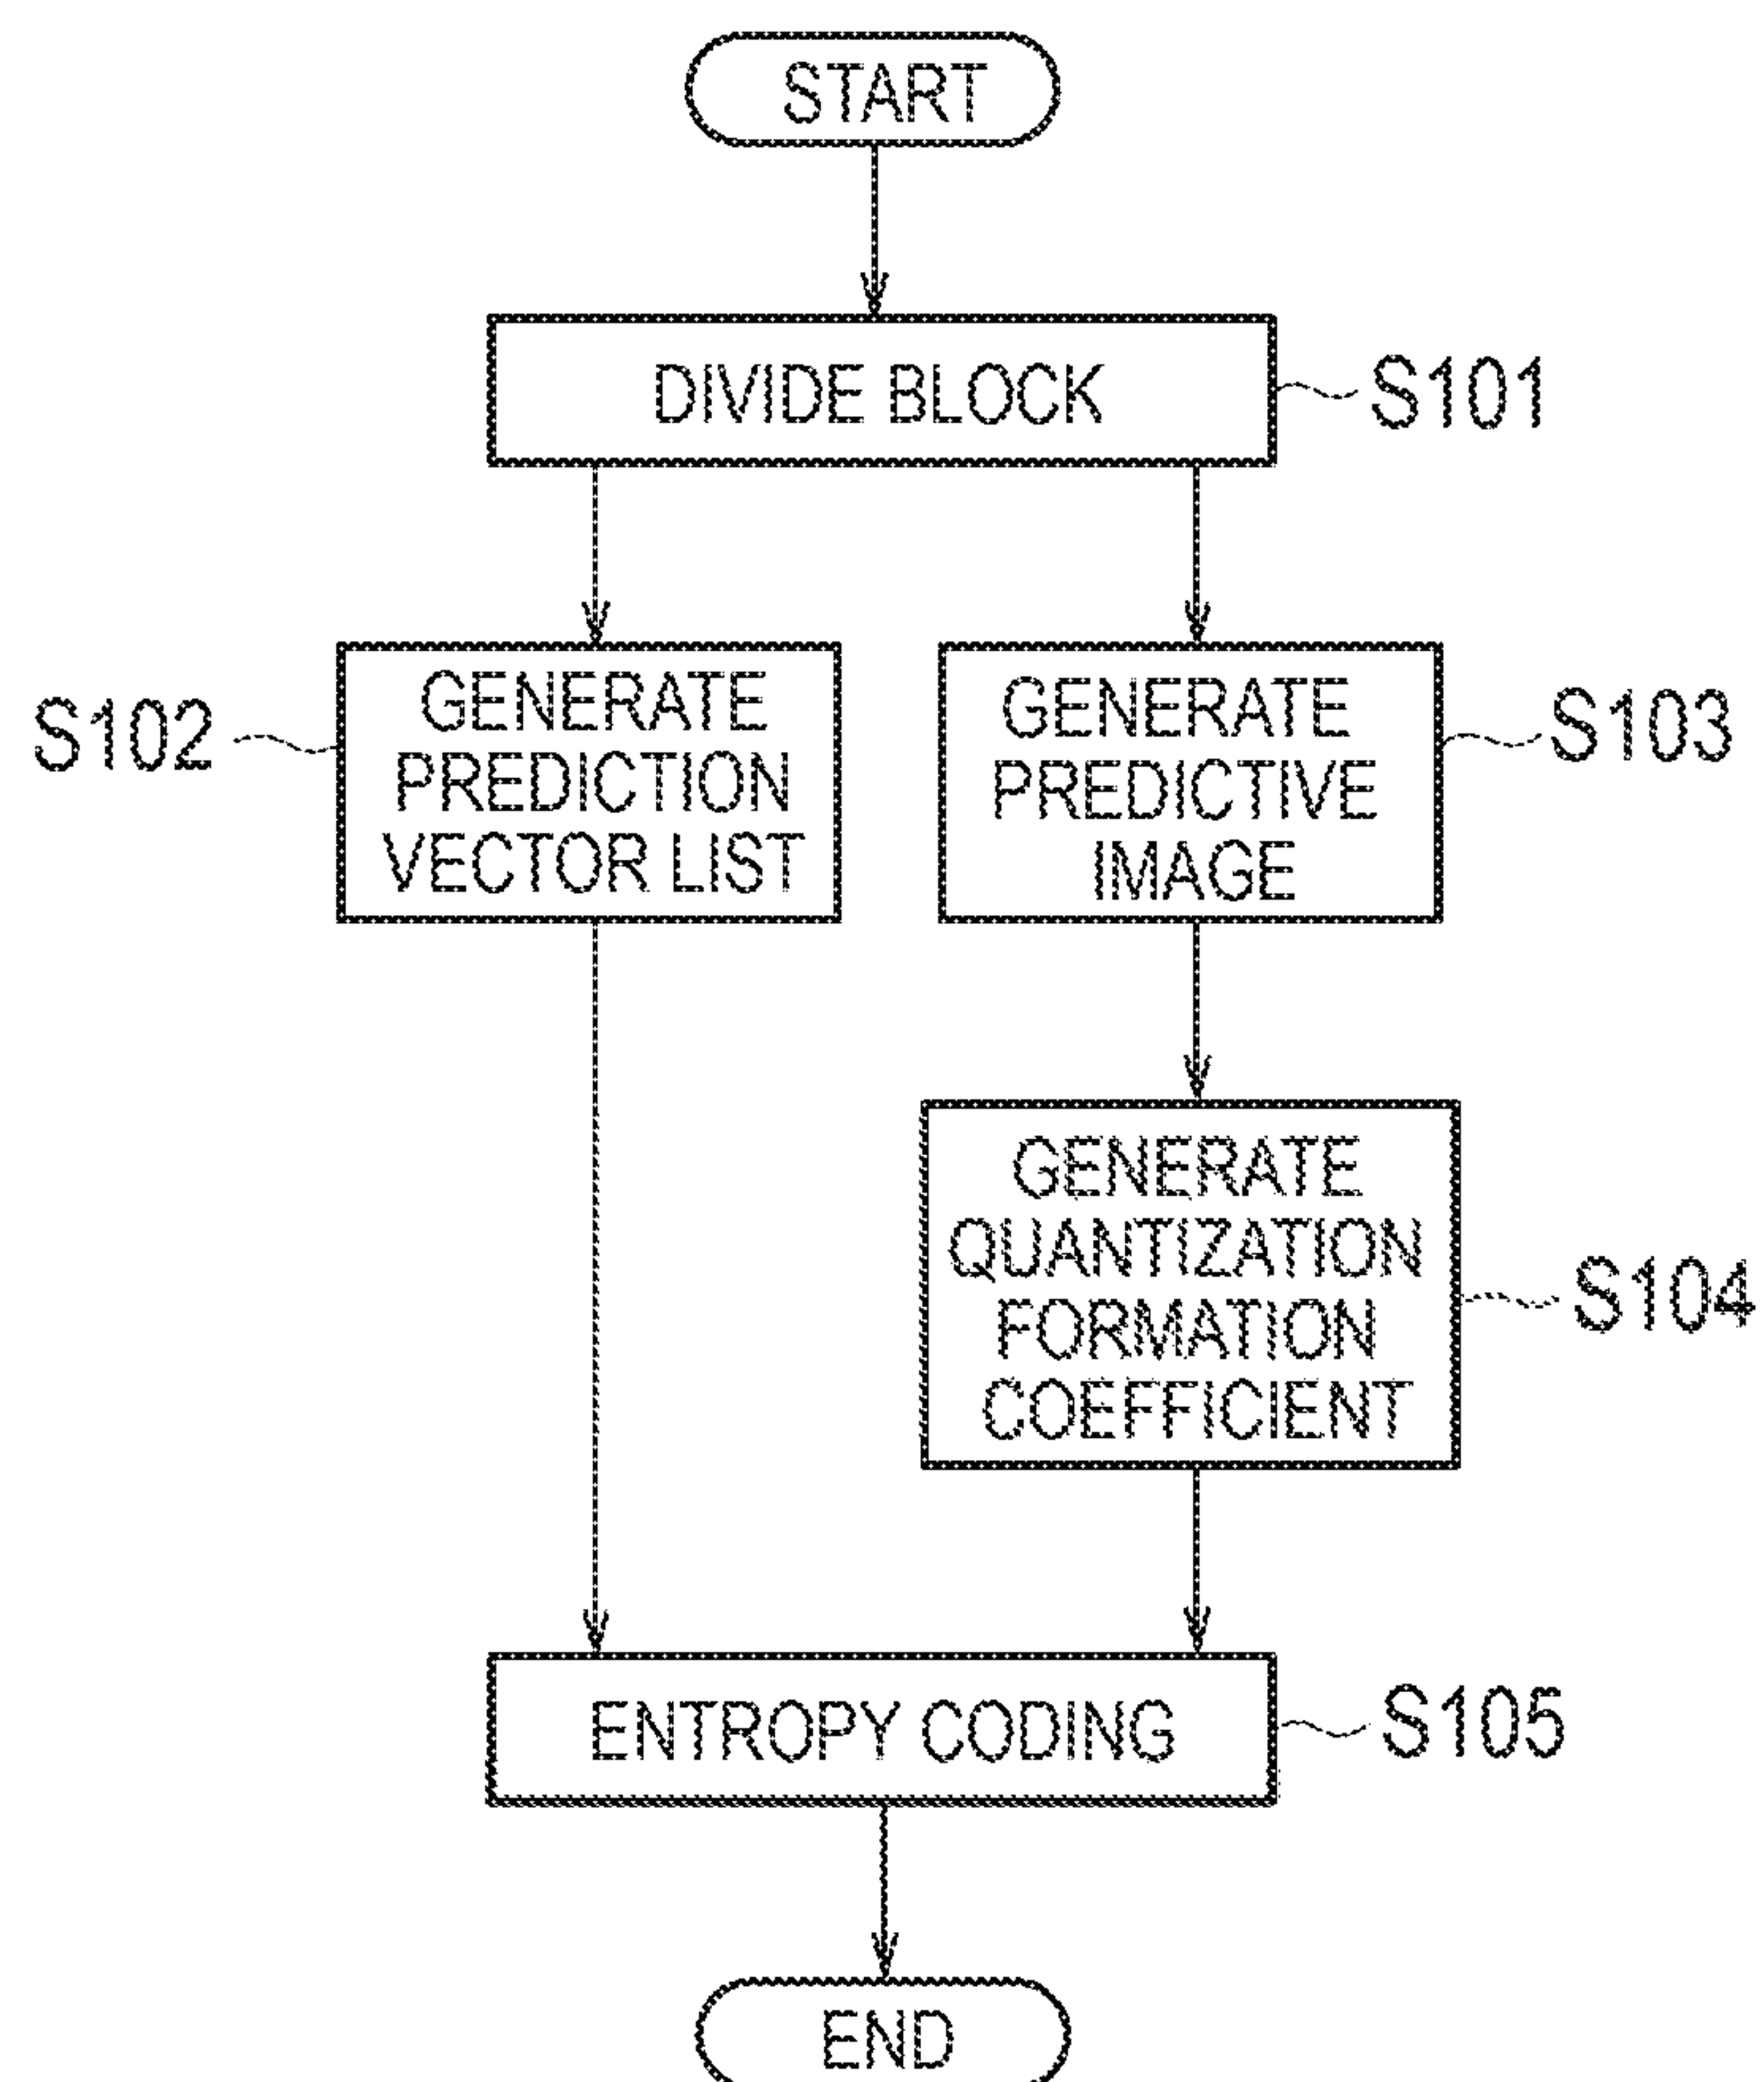 START
DIVIDE BLOCK
S101
S102
GENERATE
PREDICTION
VECTOR LIST
GENERATE
PREDICTIVE
IMAGE
S103
GENERATE
QUANTIZATION
FORMATION
COEFFICIENT
S104
ENTROPY CODING
S105
END